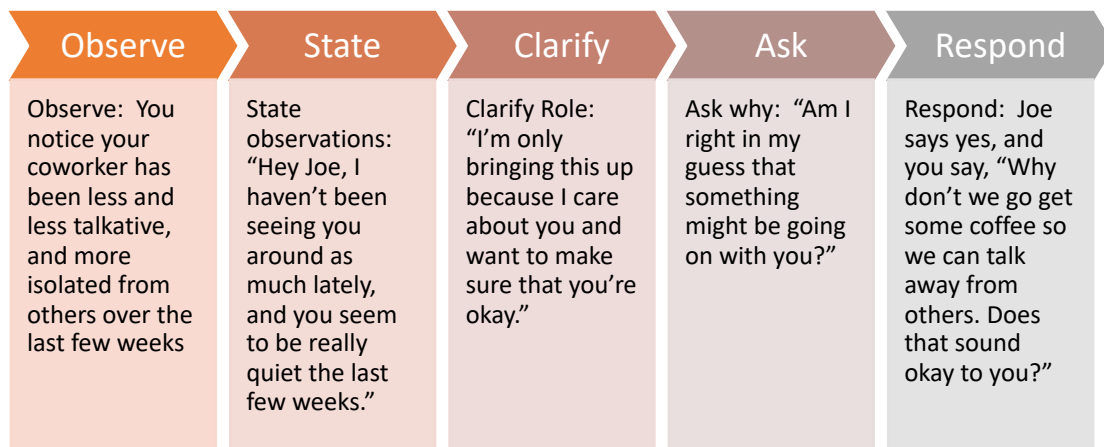 Observe
Observe:  You
notice your
coworker has
been less and
less talkative,
and more
isolated from
others over the
last few weeks
State
State
observations:
“Hey Joe, I
haven’t been
seeing you
around as
much lately,
and you seem
to be really
quiet the last
few weeks.”
Clarify
Clarify Role:
“I’m only
bringing this up
because I care
about you and
want to make
sure that you’re
okay.”
Ask
Ask why:  “Am I
right in my
guess that
something
might be going
on with you?”
Respond
Respond:  Joe
says yes, and
you say, “Why
don’t we go get
some coffee so
we can talk
away from
others. Does
that sound
okay to you?”